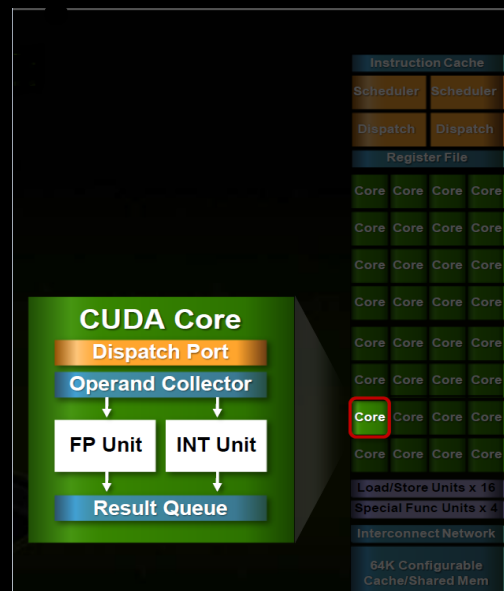 Instruction Cache
Scheduler Scheduler
Dispatch Dispatch
Register File
Core Core Core Core
Core Core Core Core
Core Core Core Core
Core Core Core Core
Core Core Core Core
Core Core Core Core
Core Core Core Core
Core Core Core Core
Load/Store Units x 16
Special Func Units x 4
Interconnect Network
64K Configurable
Cache/Shared Mem
CUDA Core
Dispatch Port
Operand Collector
FP Unit INT Unit
Result Queue